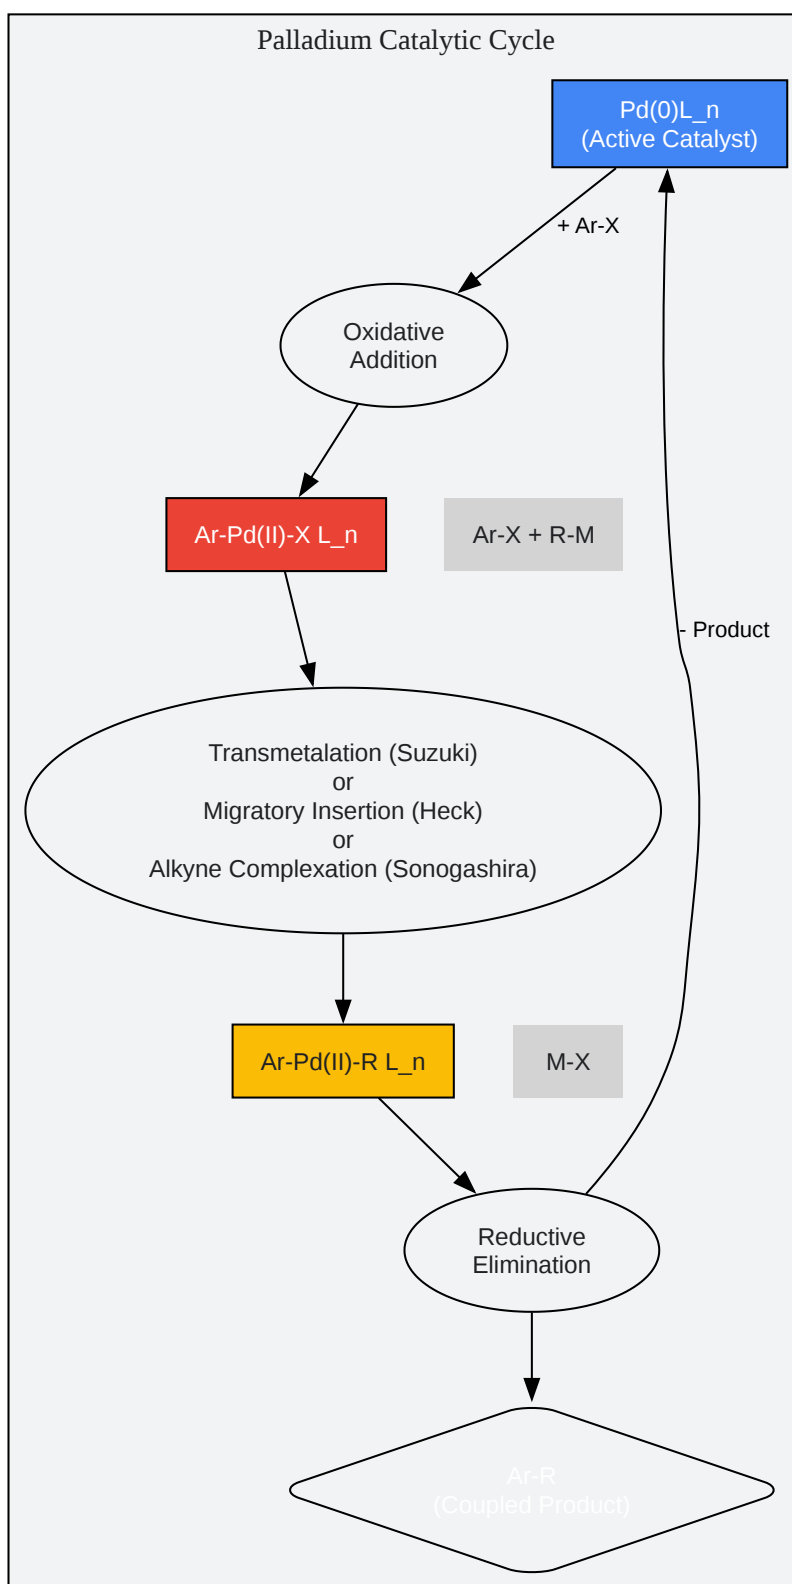 Palladium Catalytic Cycle
Pd(0)L_n
(Active Catalyst)
+ Ar-X
Oxidative
Addition
Ar-Pd(II)-X L_n
Ar-X + R-M
- Product
Transmetalation (Suzuki)
or
Migratory Insertion (Heck)
or
Alkyne Complexation (Sonogashira)
Ar-Pd(II)-R L_n
M-X
Reductive
Elimination
Ar-R
(Coupled Product)